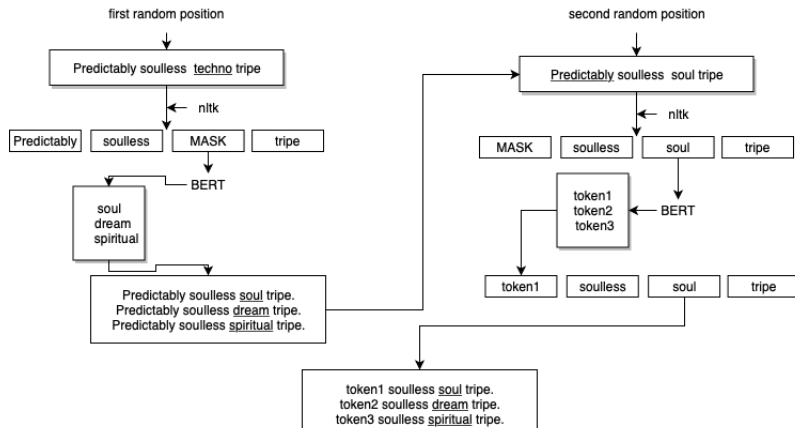 first random position
Predictably soulless techno tripe
nltk
Predictably
soulless
MASK
tripe
BERT
soul
dream
spiritual
Predictably soulless soul tripe.
Predictably soulless dream tripe.
Predictably soulless spiritual tripe.
second random position
Predictably soulless soul tripe
nltk
MASK
soulless
soul
tripe
BERT
token1
token2
token3
token1
soulless
soul
tripe
token1 soulless soul tripe.
token2 soulless dream tripe.
token3 soulless spiritual tripe.